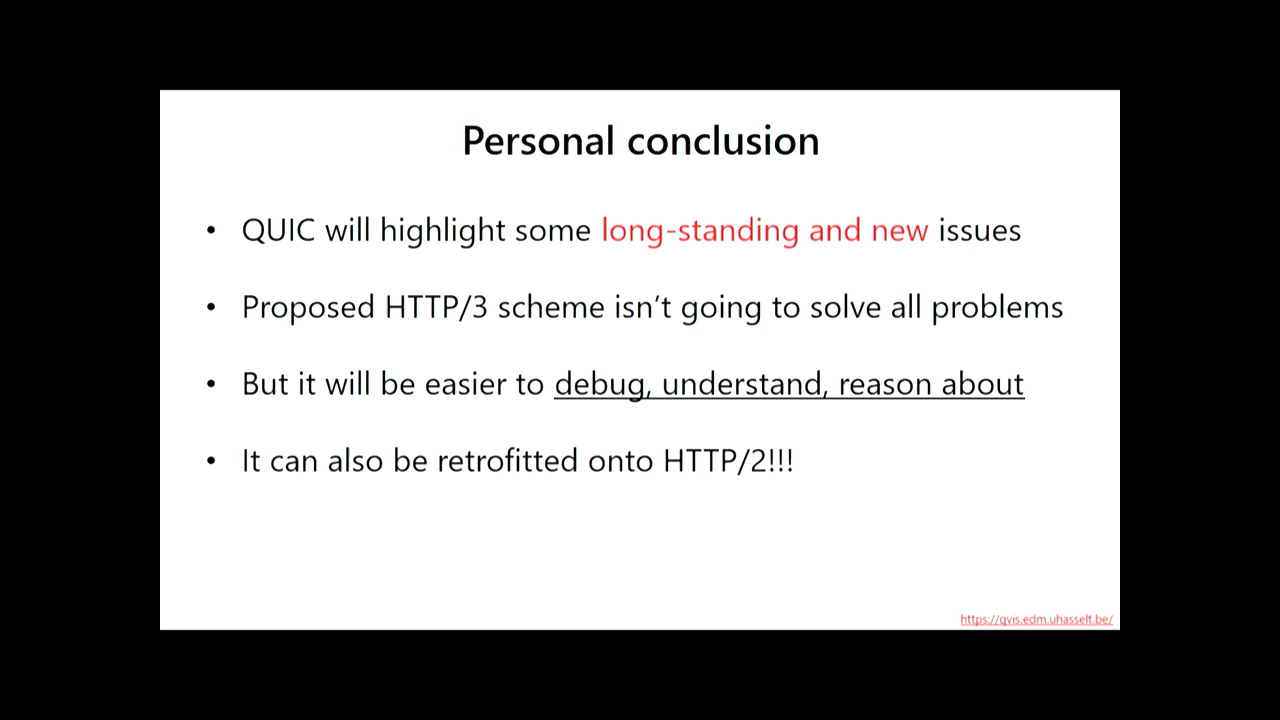 Personal conclusion
• QUIC will highlight some long-standing and new issues
• Proposed HTTP/3 scheme isn’t going to solve all problems
• But it will be easier to debug, understand, reason about
• It can also be retrofitted onto HTTP/2!!!
https://qvis.edm.uhasselt.be/